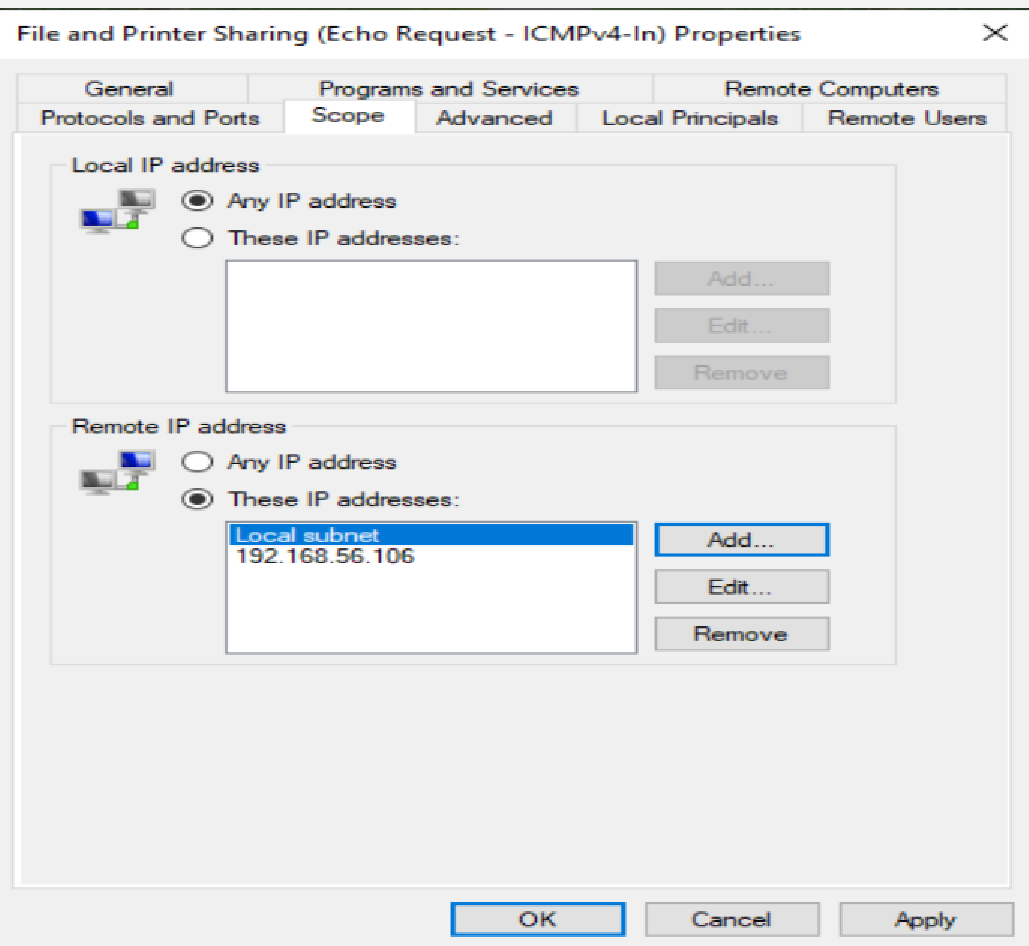 File and Printer Sharing (Echo Request - ICMPv4-In) Properties
General Programs and Services Remote Computers
Protocols and Ports Scope Advanced Local Principals Remote Users
Local IP address
Any IP address
These IP addresses:
Add...
Edit...
Remove
Remote IP address
Any IP address
These IP addresses:
Local subnet
192.168.56.106
Add...
Edit...
Remove
OK Cancel Apply